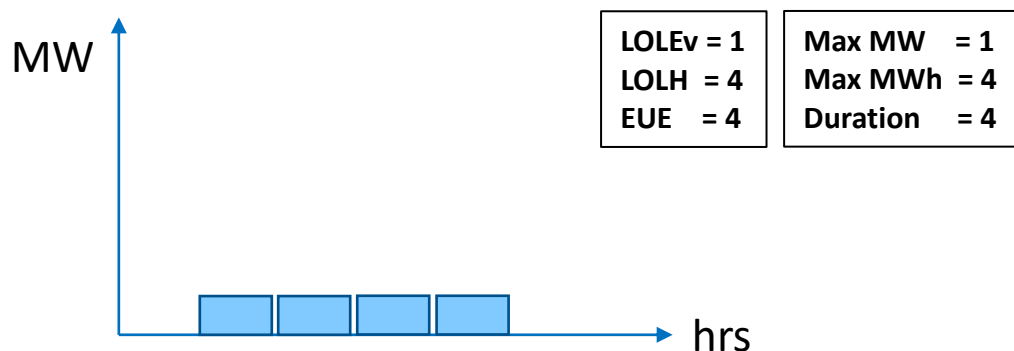 MW
LOLEv = 1
LOLH = 4
EUE = 4
Max MW = 1
Max MWh = 4
Duration = 4
hrs